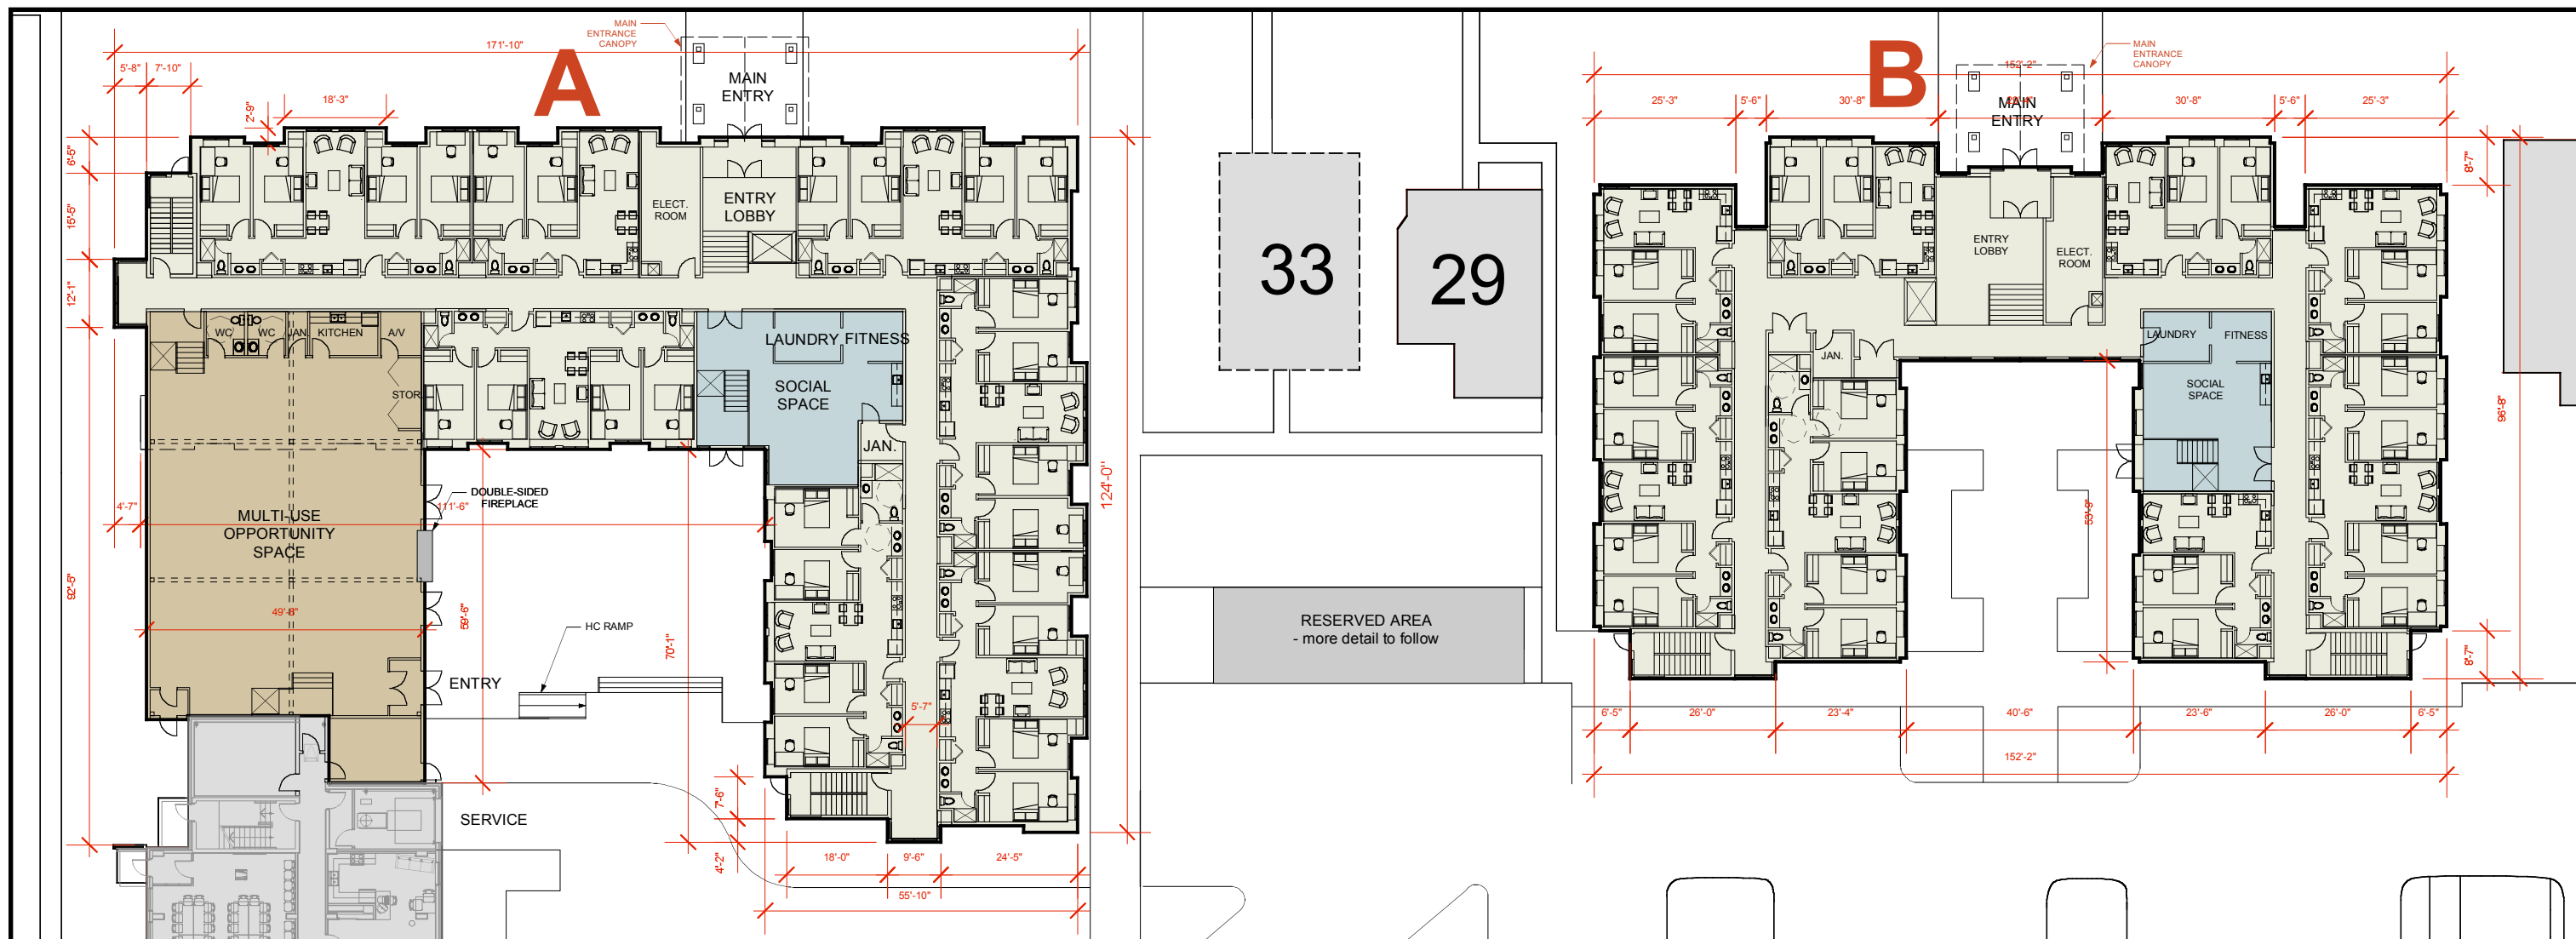 MAIN
ENTRANCE
CANOPY
171'-10"
A
5'-8"
7'-10"
18'-3"
2'-9"
MAIN
ENTRY
6'-5"
15'-5"
12'-1"
ELECT.
ROOM
ENTRY
LOBBY
WC
WC
JAN.
KITCHEN
A/V
STOR.
LAUNDRY
FITNESS
SOCIAL
SPACE
JAN.
DOUBLE-SIDED
FIREPLACE
4'-7"
111'-6"
MULTI-USE
OPPORTUNITY
SPACE
92'-5"
49'-8"
59'-6"
HC RAMP
70'-1"
ENTRY
5'-7"
SERVICE
7'-6"
4'-2"
18'-0"
9'-6"
24'-5"
55'-10"
124'-0"
33
29
RESERVED AREA
- more detail to follow
B
MAIN
ENTRANCE
CANOPY
152'-2"
25'-3"
5'-6"
30'-8"
MAIN
ENTRY
30'-8"
5'-6"
25'-3"
8'-7"
ENTRY
LOBBY
ELECT.
ROOM
JAN.
LAUNDRY
FITNESS
SOCIAL
SPACE
96'-8"
53'-9"
8'-7"
6'-5"
26'-0"
23'-4"
40'-6"
23'-6"
26'-0"
6'-5"
152'-2"